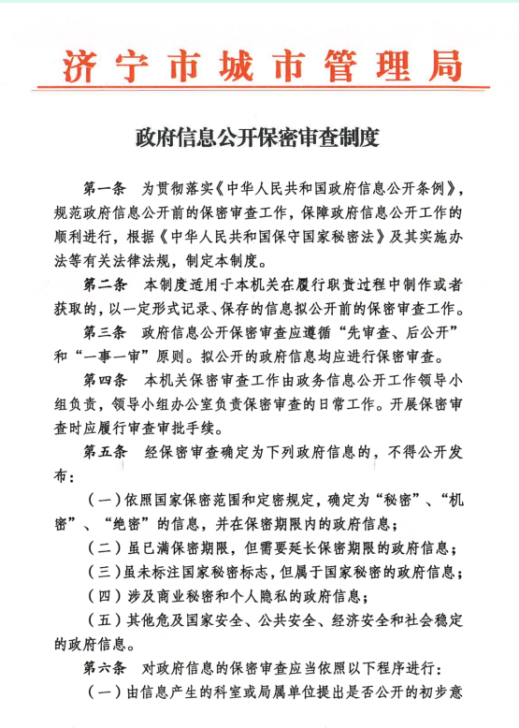 济宁市城市管理局
政府信息公开保密审查制度
第一条 为贯彻落实《中华人民共和国政府信息公开条例》，
规范政府信息公开前的保密审查工作，保障政府信息公开工作的
顺利进行，根据《中华人民共和国保守国家秘密法》及其实施办
法等有关法律法规，制定本制度。
第二条 本制度适用于本机关在履行职责过程中制作或者
获取的，以一定形式记录、保存的信息拟公开前的保密审查工作。
第三条 政府信息公开保密审查应遵循“先审查、后公开”
和“一事一审”原则。拟公开的政府信息均应进行保密审查。
第四条 本机关保密审查工作由政务信息公开工作领导小
组负责，领导小组办公室负责保密审查的日常工作。开展保密审
查时应履行审查审批手续。
第五条 经保密审查确定为下列政府信息的，不得公开发
布：
（一）依照国家保密范围和定密规定，确定为“秘密”、“机
密”、“绝密”的信息，并在保密期限内的政府信息；
（二）虽已满保密期限，但需要延长保密期限的政府信息；
（三）虽未标注国家秘密标志，但属于国家秘密的政府信息；
（四）涉及商业秘密和个人隐私的政府信息；
（五）其他危及国家安全、公共安全、经济安全和社会稳定
的政府信息。
第六条 对政府信息的保密审查应当依照以下程序进行：
（一）由信息产生的科室或局属单位提出是否公开的初步意